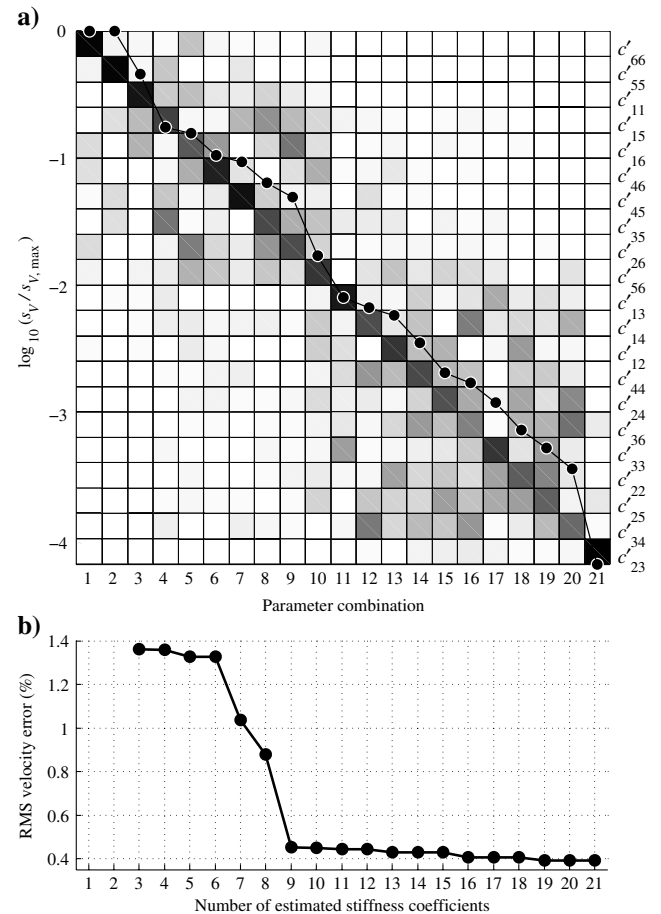 a)
0
−1
−2
−3
−4
log 10 (s V / s V, max)
c′
c′ 66
c′ 55
c′ 11
c′ 15
c′ 16
c′ 46
c′ 45
c′ 35
c′ 26
c′ 56
c′ 13
c′ 14
c′ 12
c′ 44
c′ 24
c′ 36
c′ 33
c′ 22
c′ 25
c′ 34
23
1 2 3 4 5 6 7 8 9 10 11 12 13 14 15 16 17 18 19 20 21
Parameter combination
b)
1.4
1.2
1
0.8
0.6
0.4
RMS velocity error (%)
1 2 3 4 5 6 7 8 9 10 11 12 13 14 15 16 17 18 19 20 21
Number of estimated stiffness coefficients